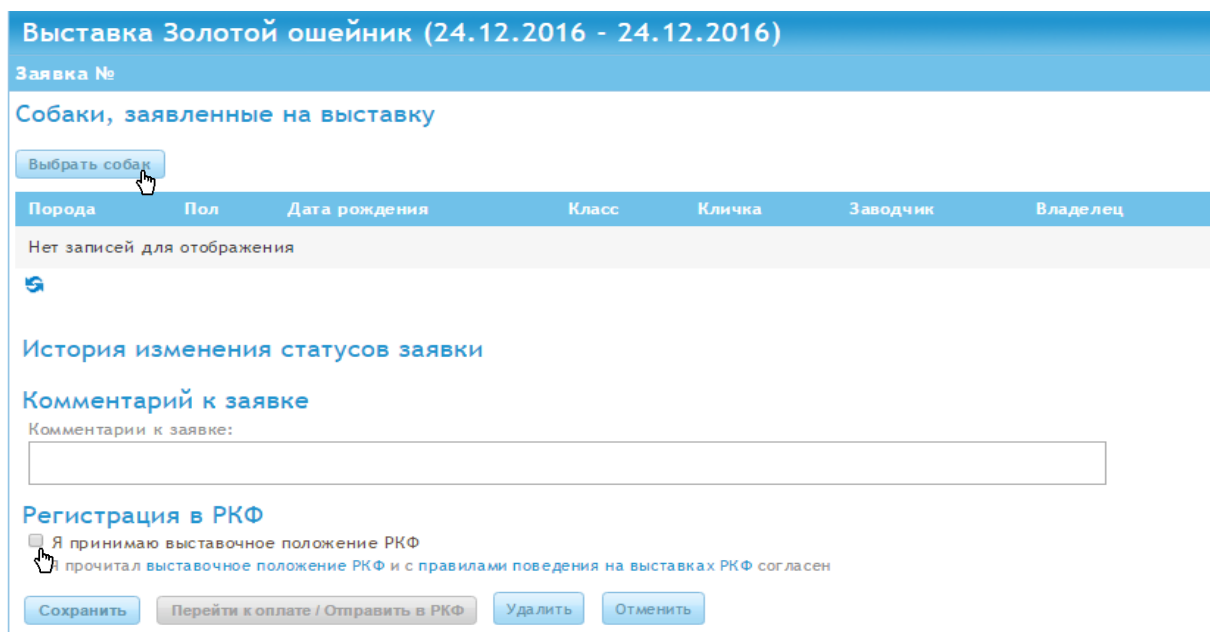 Выставка Золотой ошейник (24.12.2016 - 24.12.2016)
Заявка №
Собаки, заявленные на выставку
Выбрать собак
Порода Пол Дата рождения Класс Кличка Заводчик Владелец
Нет записей для отображения
История изменения статусов заявки
Комментарий к заявке
Комментарии к заявке:
Регистрация в РКФ
Я принимаю выставочное положение РКФ
Я прочитал выставочное положение РКФ и с правилами поведения на выставках РКФ согласен
Сохранить Перейти к оплате / Отправить в РКФ Удалить Отменить